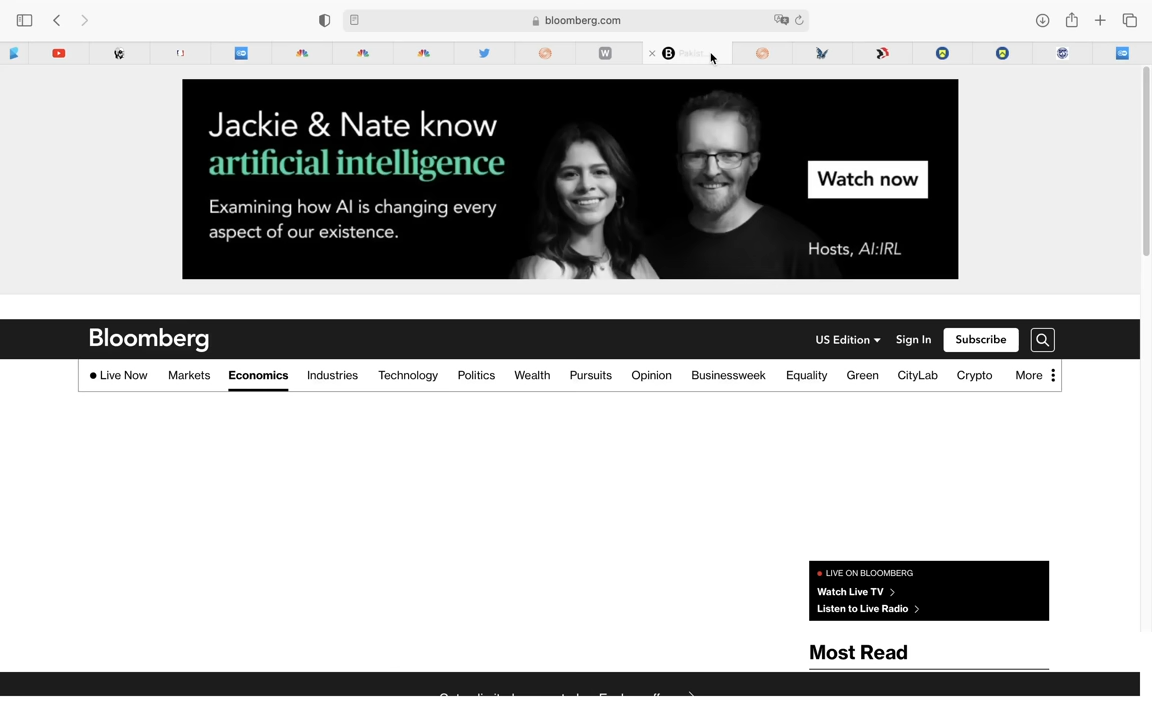 bloomberg.com
W
B
Jackie & Nate know
artificial intelligence
Examining how AI is changing every
aspect of our existence.
Watch now
Hosts, AI:IRL
Bloomberg
US Edition
Sign In
Subscribe
Live Now
Markets
Economics
Industries
Technology
Politics
Wealth
Pursuits
Opinion
Businessweek
Equality
Green
CityLab
Crypto
More
LIVE ON BLOOMBERG
Watch Live TV
Listen to Live Radio
Most Read